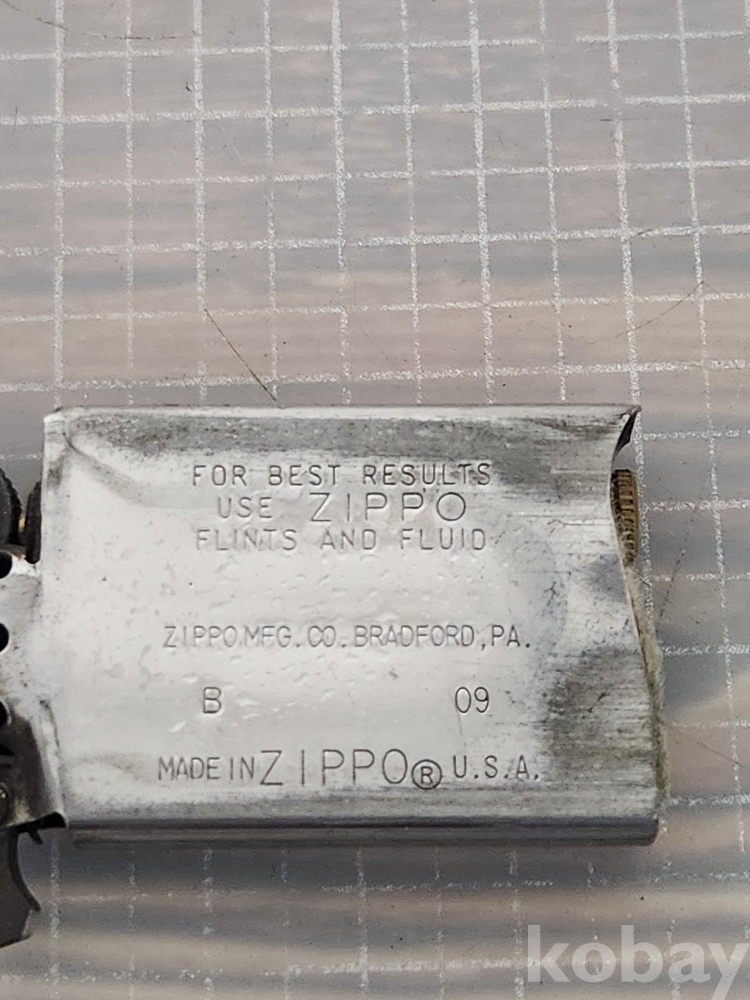 FOR BEST RESULTS
USE ZIPPO
FLINTS AND FLUID
ZIPPO MFG. CO. BRADFORD, PA.
B 09
MADE IN ZIPPO® U.S.A.
kobay